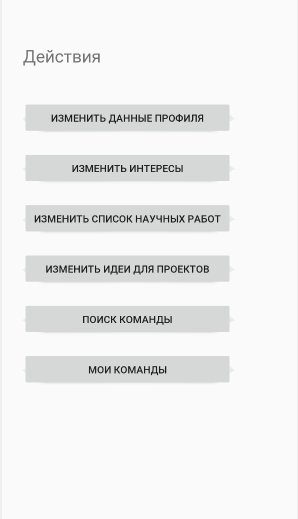 Действия
ИЗМЕНИТЬ ДАННЫЕ ПРОФИЛЯ
ИЗМЕНИТЬ ИНТЕРЕСЫ
ИЗМЕНИТЬ СПИСОК НАУЧНЫХ РАБОТ
ИЗМЕНИТЬ ИДЕИ ДЛЯ ПРОЕКТОВ
ПОИСК КОМАНДЫ
МОИ КОМАНДЫ